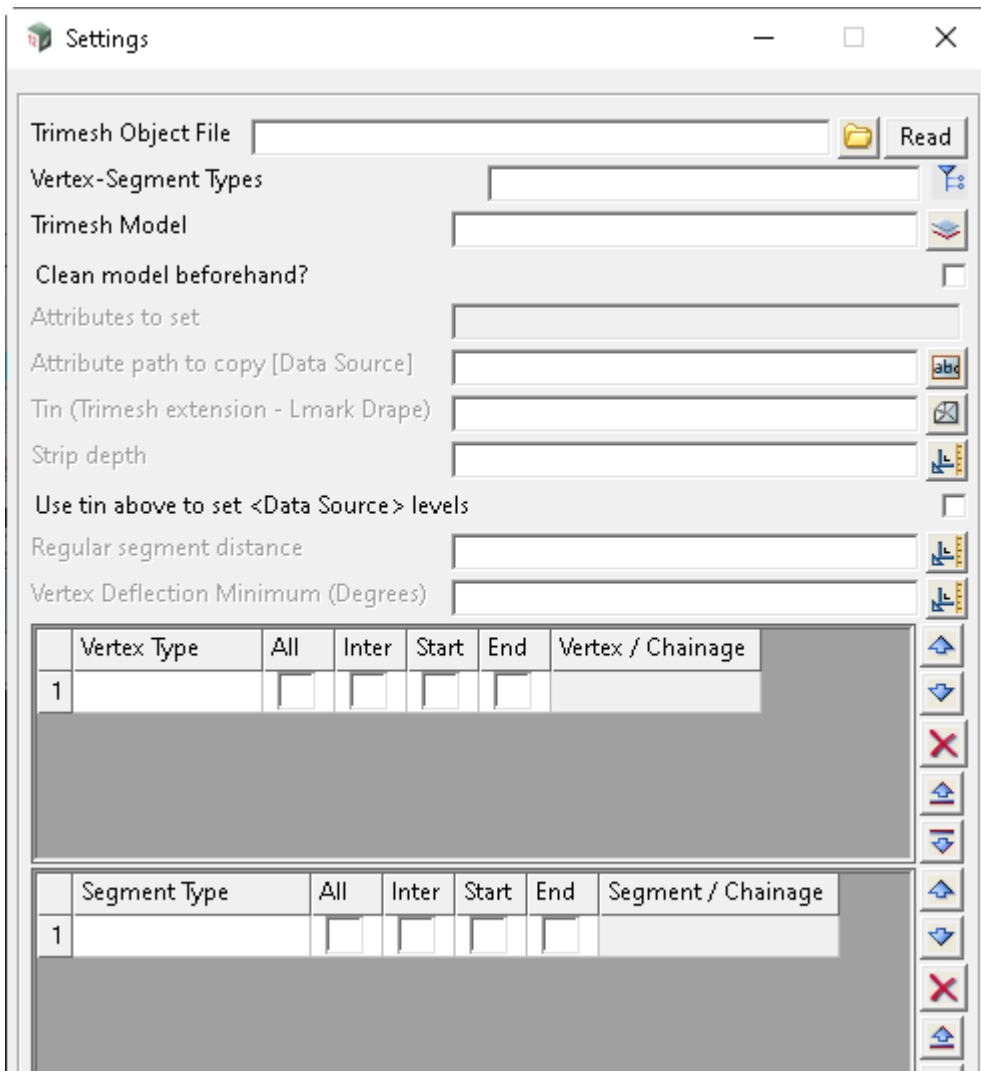 Settings
Trimesh Object File Read
Vertex-Segment Types
Trimesh Model
Clean model beforehand?
Attributes to set
Attribute path to copy [Data Source]
Tin (Trimesh extension - Lmark Drape)
Strip depth
Use tin above to set <Data Source> levels
Regular segment distance
Vertex Deflection Minimum (Degrees)
Vertex Type All Inter Start End Vertex / Chainage
1
Segment Type All Inter Start End Segment / Chainage
1